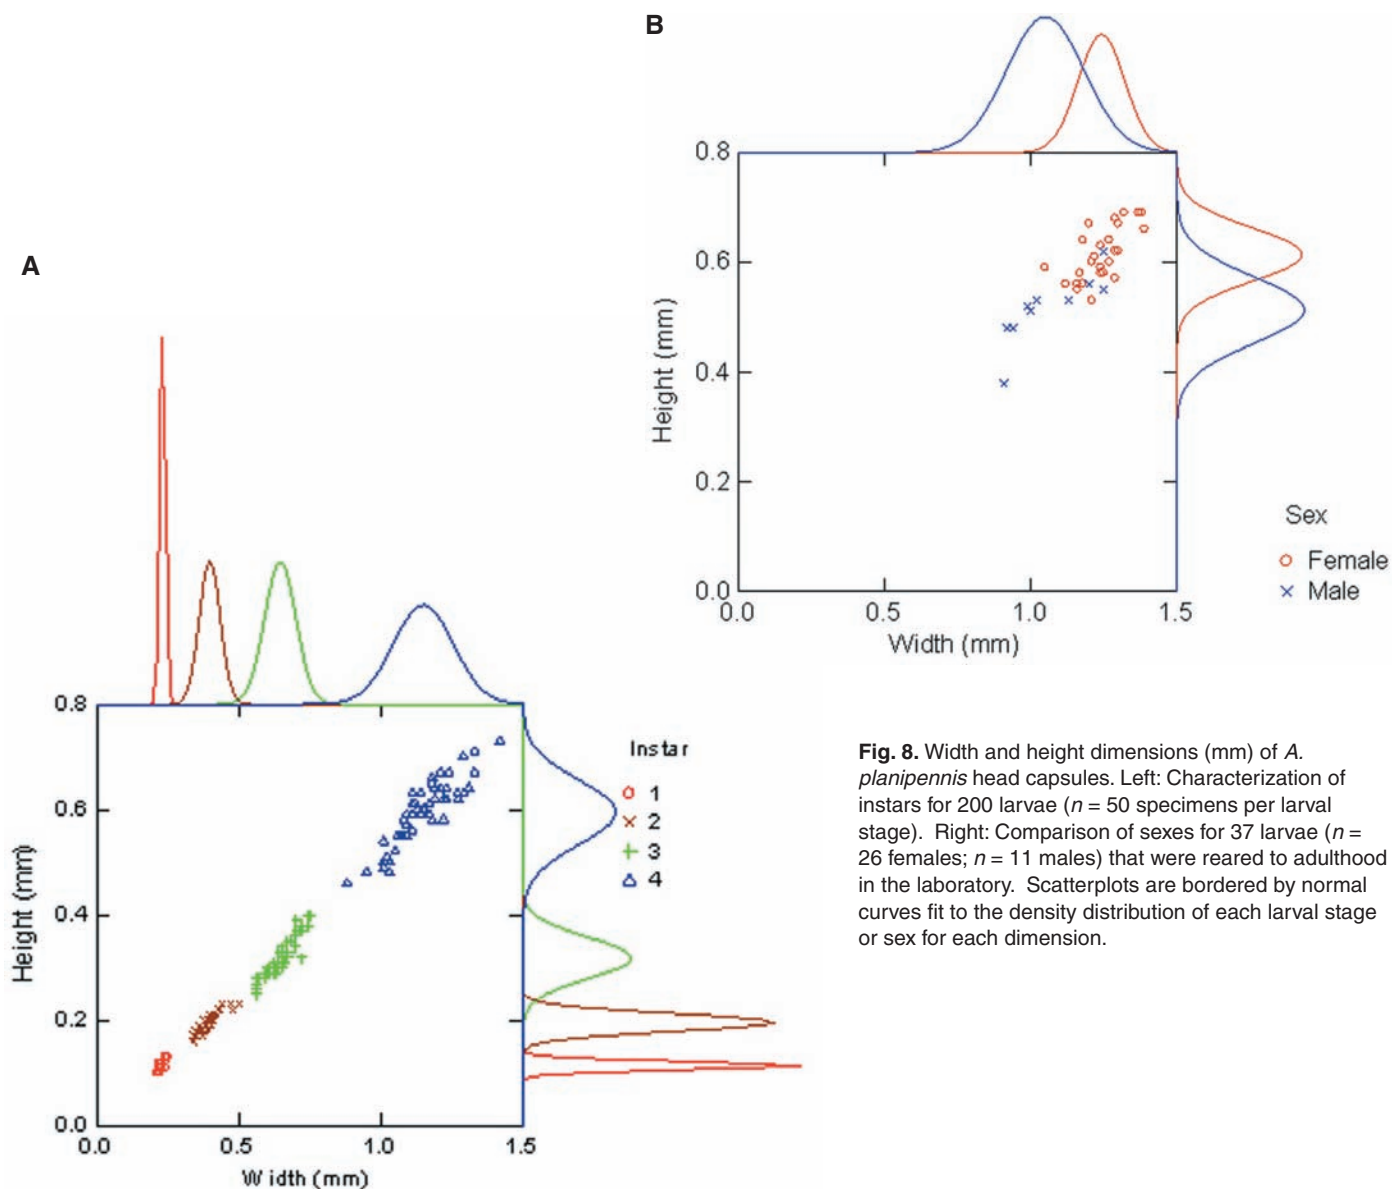 B
0.8
0.6
0.4
0.2
0.0
Height (mm)
0.0 0.5 1.0 1.5
Width (mm)
Sex
Female
Male
A
0.8
0.6
0.4
0.2
0.0
Height (mm)
0.0 0.5 1.0 1.5
Width (mm)
Instar
1
2
3
4
Fig. 8. Width and height dimensions (mm) of A.
planipennis head capsules. Left: Characterization of
instars for 200 larvae (n = 50 specimens per larval
stage). Right: Comparison of sexes for 37 larvae (n =
26 females; n = 11 males) that were reared to adulthood
in the laboratory. Scatterplots are bordered by normal
curves fit to the density distribution of each larval stage
or sex for each dimension.